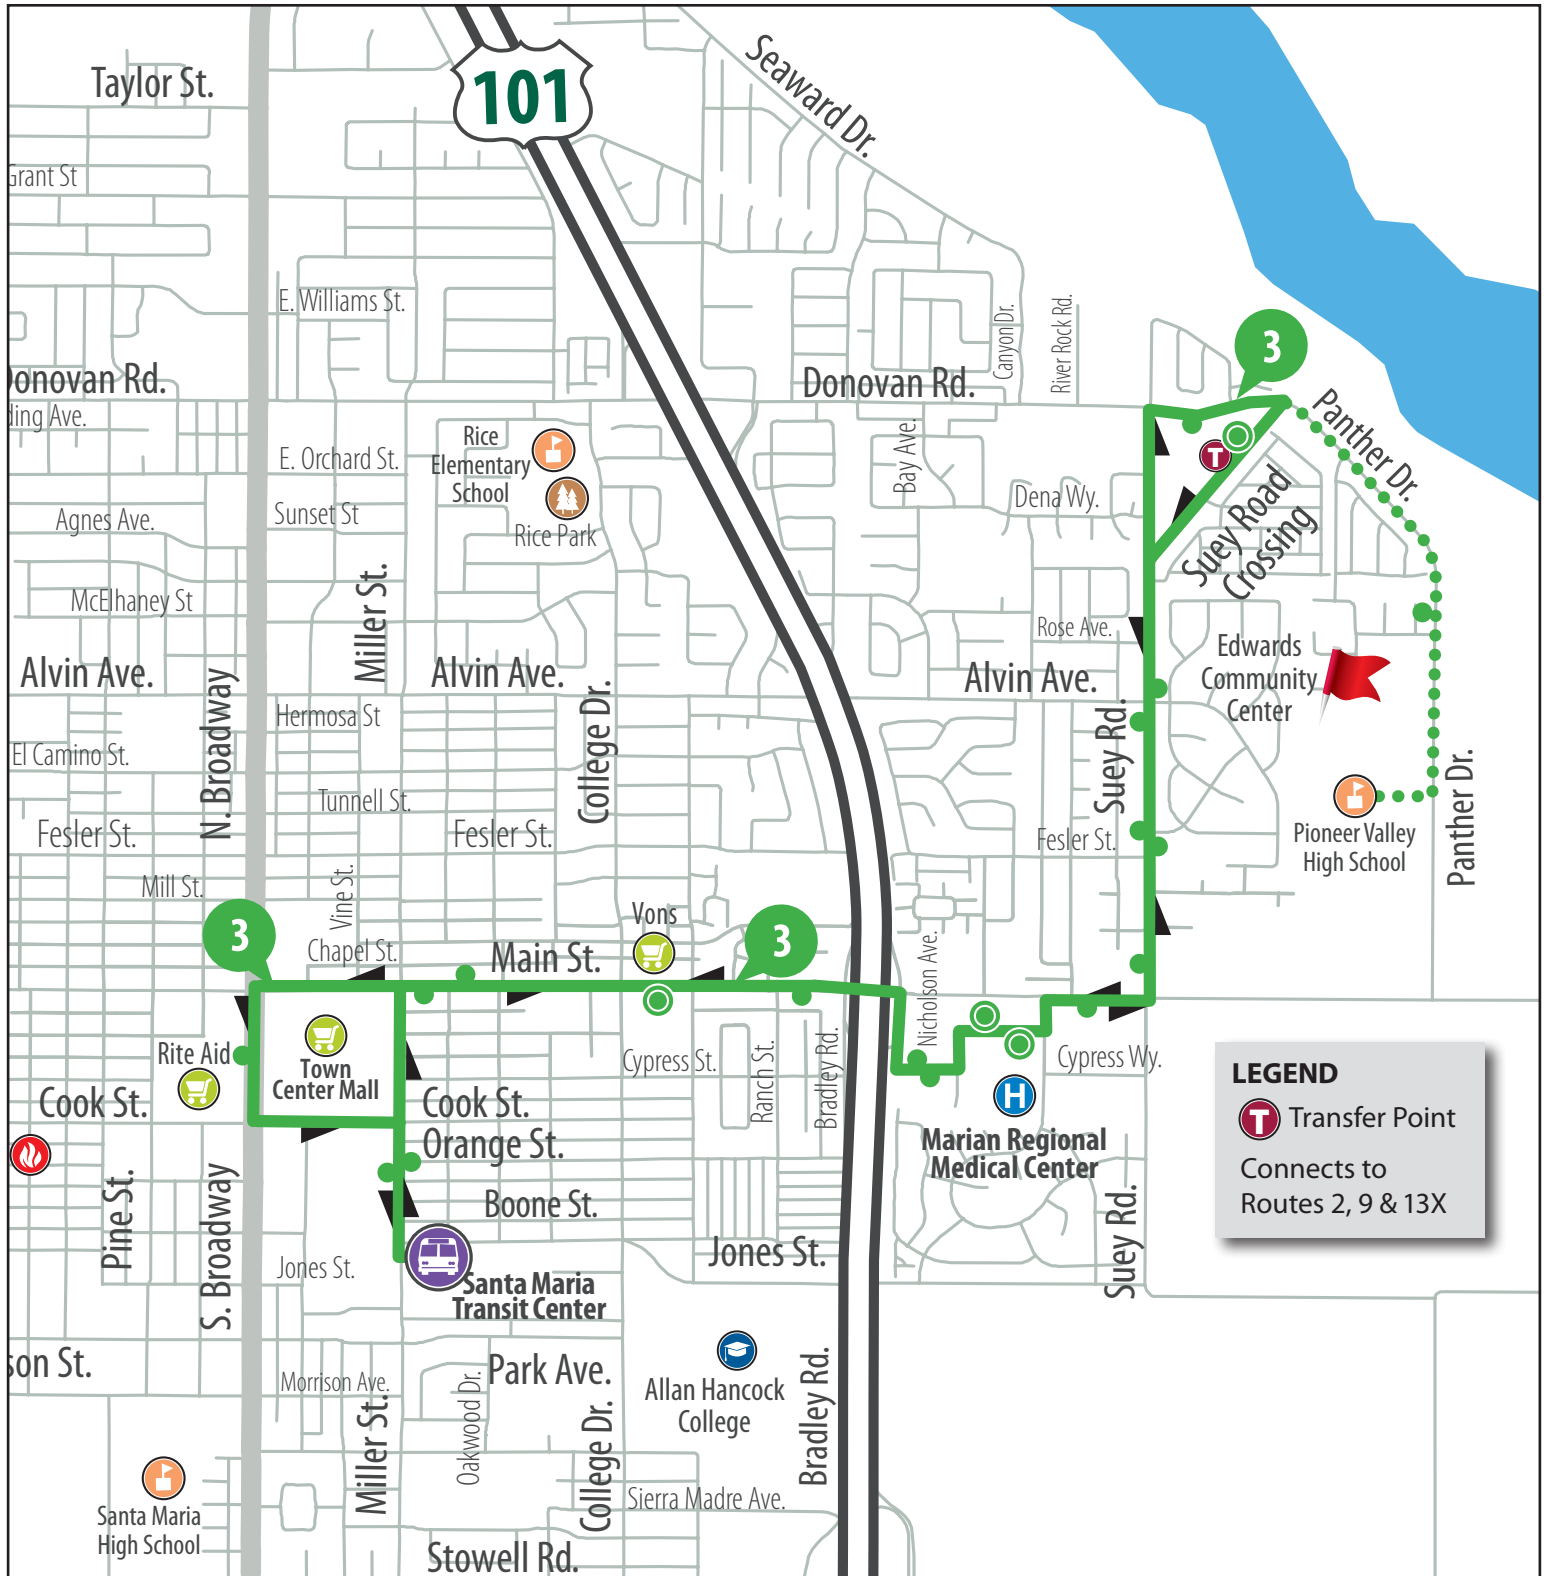 101
Seaward Dr.
Taylor St.
Grant St
E. Williams St.
Canyon Dr.
River Rock Rd.
3
Donovan Rd.
Donovan Rd.
ding Ave.
Panther Dr.
Rice
Elementary
School
E. Orchard St.
Bay Ave.
T
Dena Wy.
Suey Road
Crossing
Agnes Ave.
Sunset St
Rice Park
McElhaney St
Miller St.
Rose Ave.
Edwards
Community
Center
Alvin Ave.
Alvin Ave.
Alvin Ave.
N. Broadway
Hermosa St
College Dr.
Suey Rd.
El Camino St.
Tunnell St.
Fesler St.
Fesler St.
Fesler St.
Pioneer Valley
High School
Panther Dr.
Mill St.
Vine St.
Vons
3
Chapel St.
Main St.
3
Nicholson Ave.
Rite Aid
Town
Center Mall
Cypress St.
Ranch St.
Bradley Rd.
Cypress Wy.
H
LEGEND
T Transfer Point
Connects to
Routes 2, 9 & 13X
Cook St.
Cook St.
Orange St.
Marian Regional
Medical Center
Pine St.
S. Broadway
Boone St.
Suey Rd.
Jones St.
Jones St.
Santa Maria
Transit Center
son St.
Morrison Ave.
Park Ave.
Allan Hancock
College
Bradley Rd.
Miller St.
Oakwood Dr.
College Dr.
Santa Maria
High School
Sierra Madre Ave.
Stowell Rd.